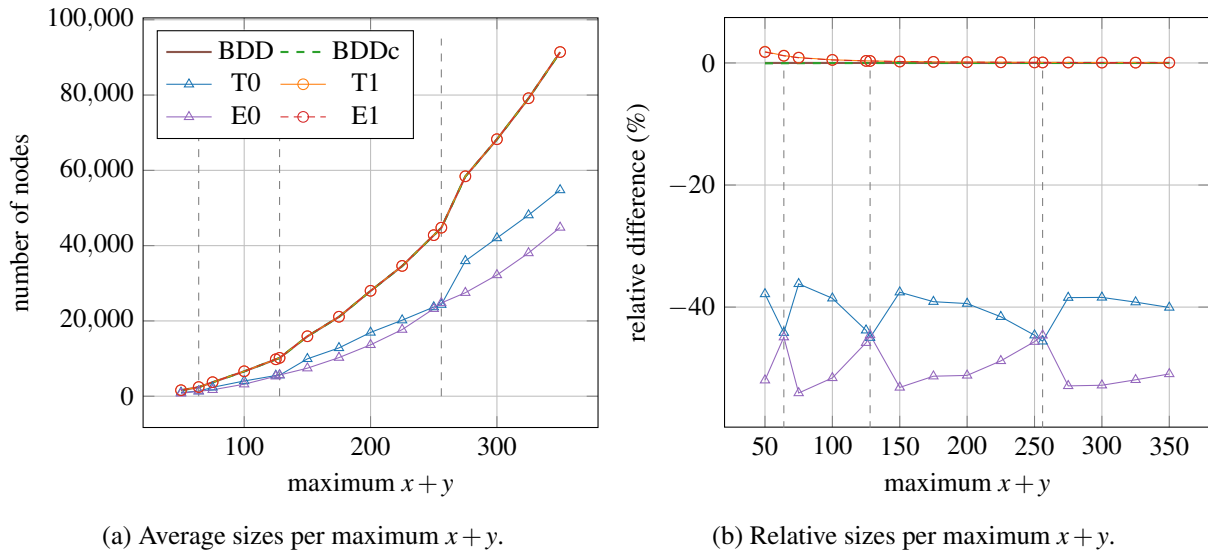 100,000
80,000
60,000
40,000
20,000
0
number of nodes
BDD BDDc
T0 T1
E0 E1
100 200 300
maximum x + y
(a) Average sizes per maximum x + y.
0
−20
−40
relative difference (%)
50 100 150 200 250 300 350
maximum x + y
(b) Relative sizes per maximum x + y.